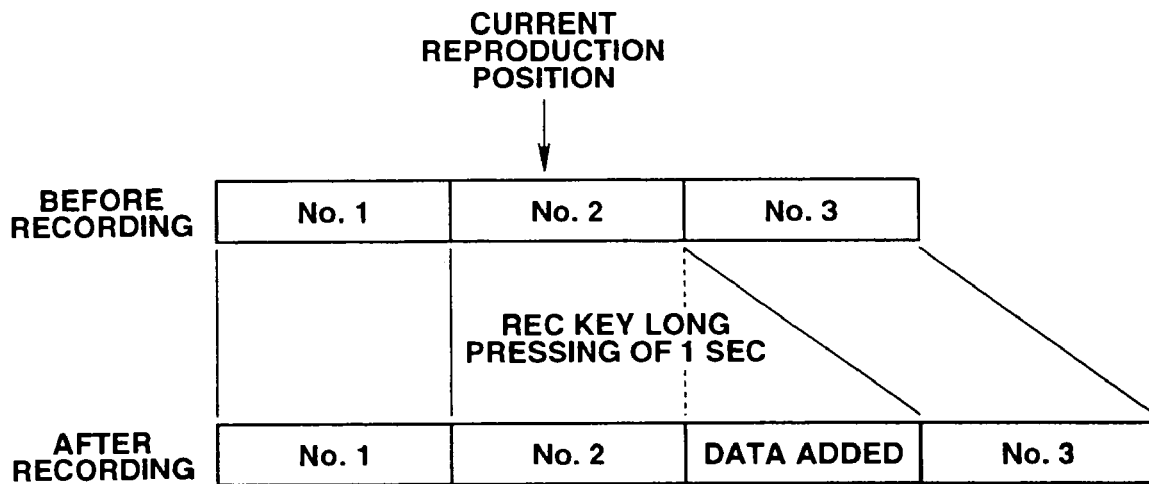 CURRENT
REPRODUCTION
POSITION
BEFORE
RECORDING
No. 1
No. 2
No. 3
REC KEY LONG
PRESSING OF 1 SEC
AFTER
RECORDING
No. 1
No. 2
DATA ADDED
No. 3